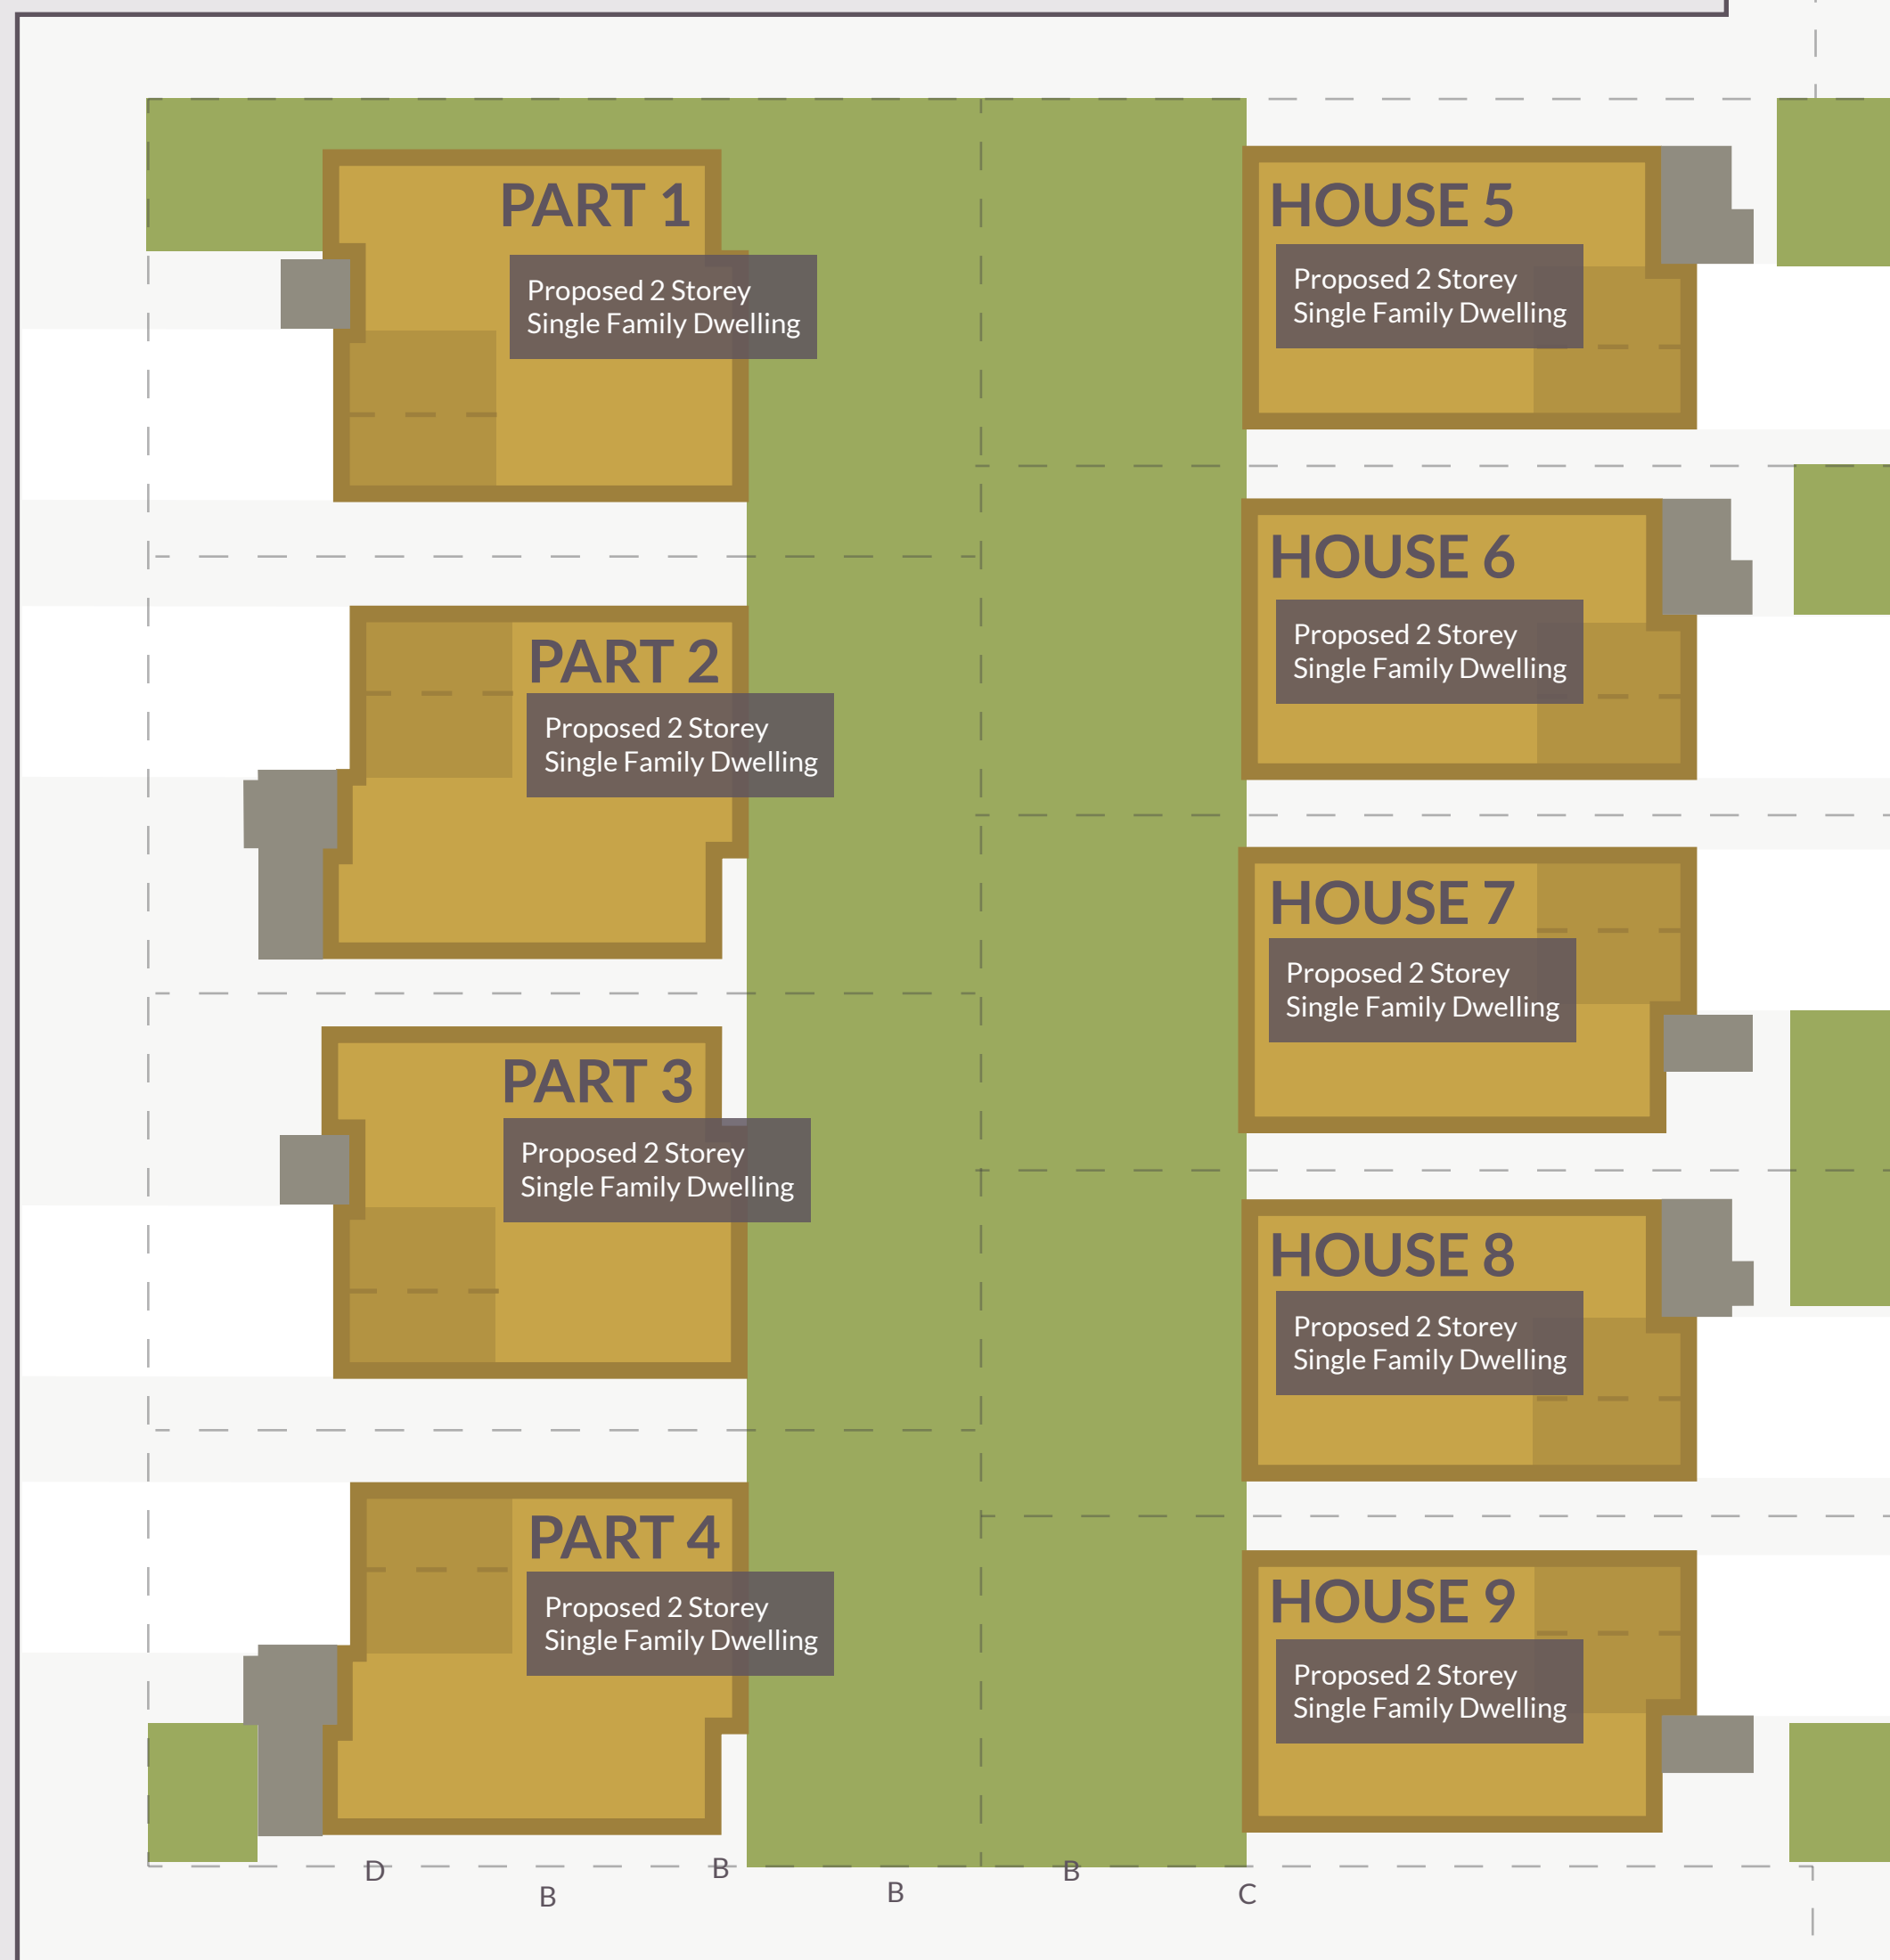 PART 1
Proposed 2 Storey
Single Family Dwelling
PART 2
Proposed 2 Storey
Single Family Dwelling
PART 3
Proposed 2 Storey
Single Family Dwelling
PART 4
Proposed 2 Storey
Single Family Dwelling
HOUSE 5
Proposed 2 Storey
Single Family Dwelling
HOUSE 6
Proposed 2 Storey
Single Family Dwelling
HOUSE 7
Proposed 2 Storey
Single Family Dwelling
HOUSE 8
Proposed 2 Storey
Single Family Dwelling
HOUSE 9
Proposed 2 Storey
Single Family Dwelling
D
B
B
B
B
C